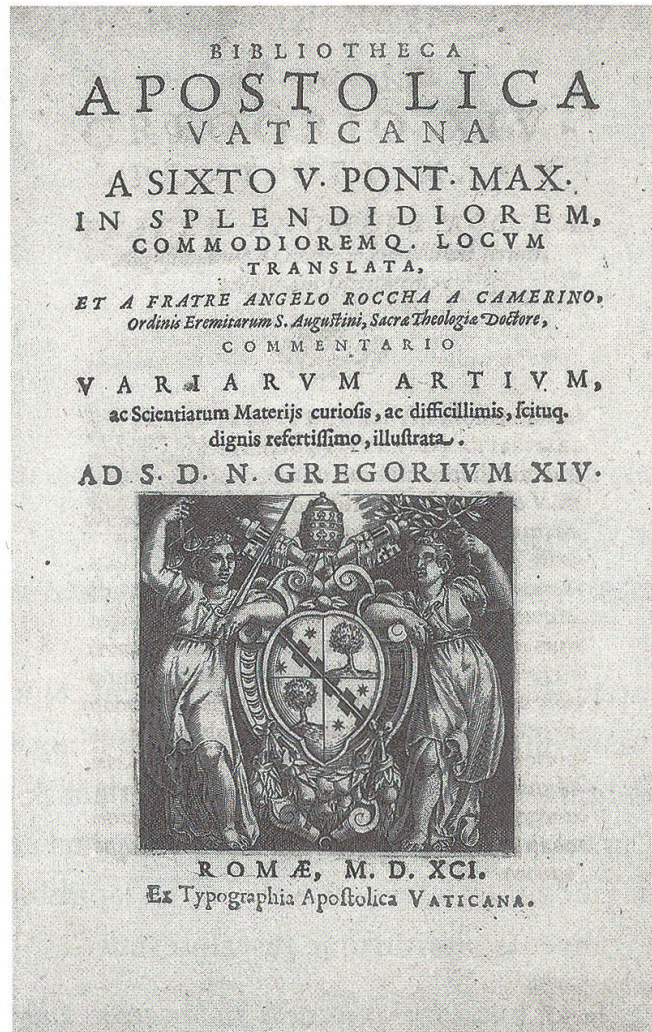 BIBLIOTHECA
APOSTOLICA
VATICANA
A SIXTO V. PONT. MAX.
IN SPLENDIDIOREM,
COMMODIOREMQ. LOCVM
TRANSLATA,
ET A FRATRE ANGELO ROCCHA A CAMERINO,
Ordinis Eremitarum S. Auguſtini, Sacræ Theologiæ Doctore,
COMMENTARIO
VARIARVM ARTIVM,
ac Scientiarum Materijs curioſis, ac difficillimis, ſcituq.
dignis refertiſſimo, illuſtrata.
AD S. D. N. GREGORIVM XIV.
ROMÆ, M. D. XCI.
Ex Typographia Apoſtolica VATICANA.